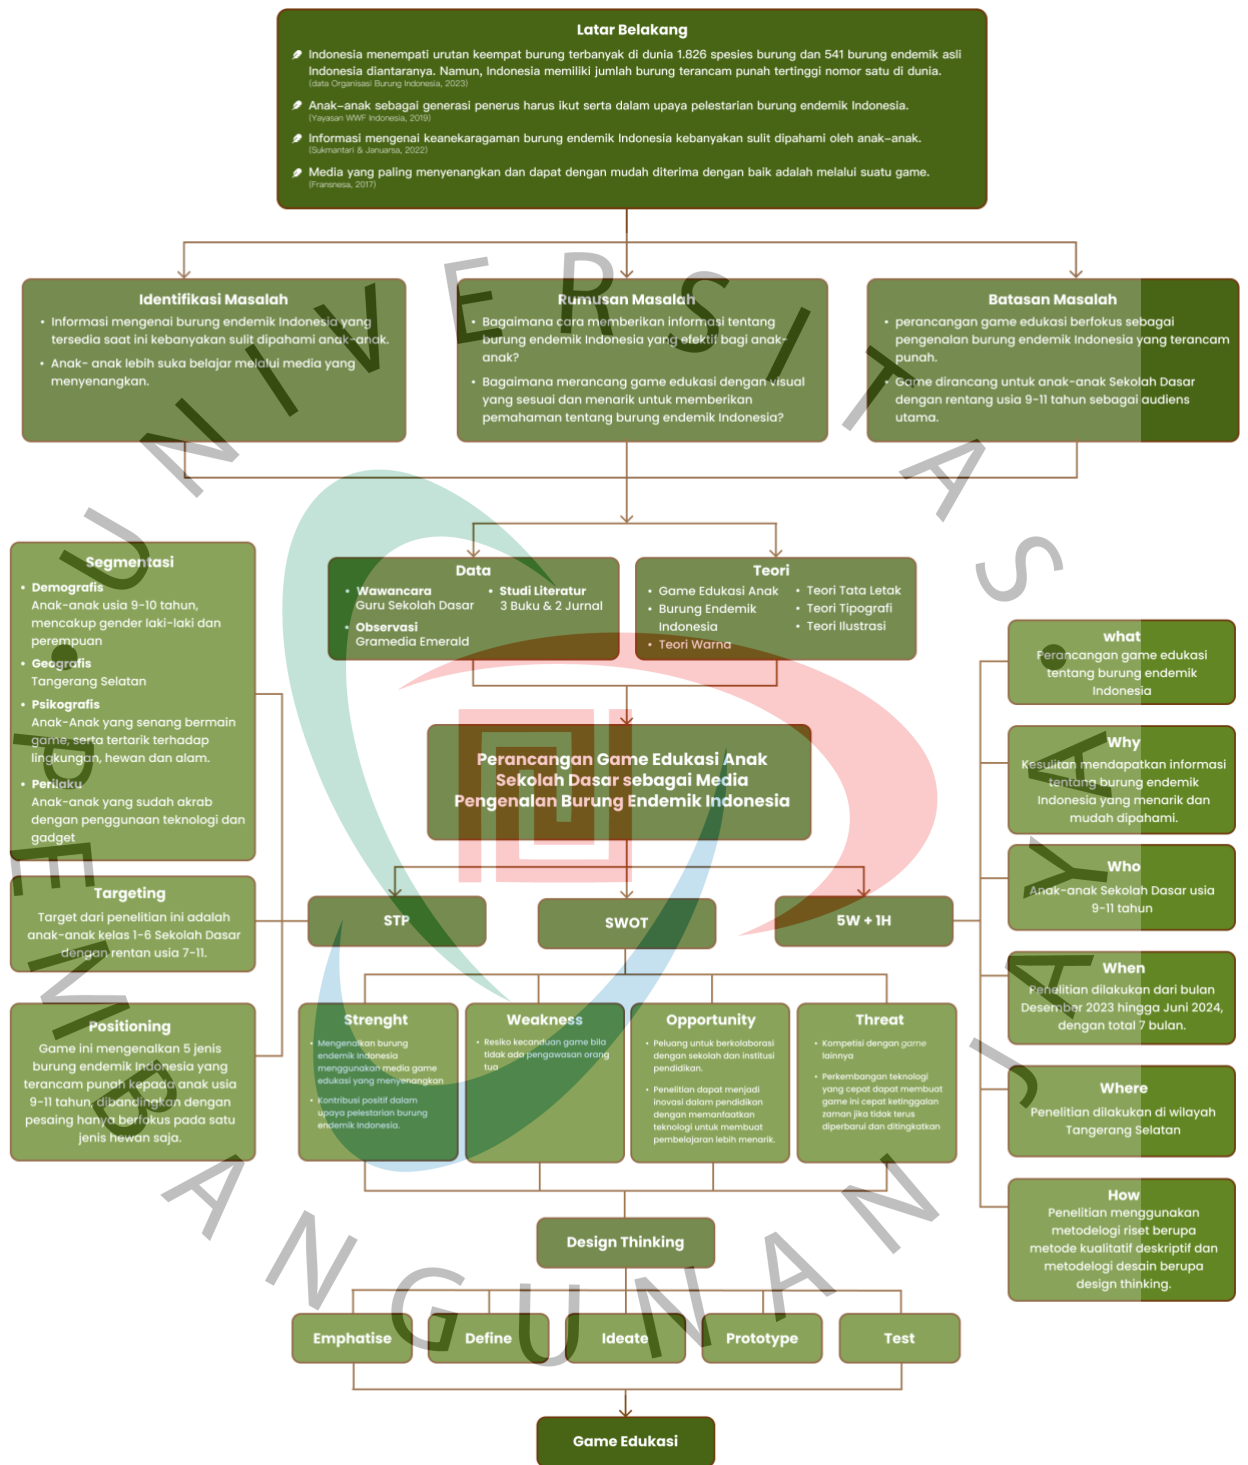 Latar Belakang
Indonesia menempati urutan keempat burung terbanyak di dunia 1.826 spesies burung dan 541 burung endemik asli
Indonesia diantaranya. Namun, Indonesia memiliki jumlah burung terancam punah tertinggi nomor satu di dunia.
(data Organisasi Burung Indonesia, 2023)
Anak-anak sebagai generasi penerus harus ikut serta dalam upaya pelestarian burung endemik Indonesia.
(Yayasan WWF Indonesia, 2019)
Informasi mengenai keanekaragaman burung endemik Indonesia kebanyakan sulit dipahami oleh anak-anak.
(Sukmantari & Januarsa, 2022)
Media yang paling menyenangkan dan dapat dengan mudah diterima dengan baik adalah melalui suatu game.
(Fransnesa, 2017)
Identifikasi Masalah
• Informasi mengenai burung endemik Indonesia yang
tersedia saat ini kebanyakan sulit dipahami anak-anak.
• Anak- anak lebih suka belajar melalui media yang
menyenangkan.
Rumusan Masalah
• Bagaimana cara memberikan informasi tentang
burung endemik Indonesia yang efektif bagi anak-
anak?
• Bagaimana merancang game edukasi dengan visual
yang sesuai dan menarik untuk memberikan
pemahaman tentang burung endemik Indonesia?
Batasan Masalah
• perancangan game edukasi berfokus sebagai
pengenalan burung endemik Indonesia yang terancam
punah.
• Game dirancang untuk anak-anak Sekolah Dasar
dengan rentang usia 9-11 tahun sebagai audiens
utama.
Data
• Wawancara
Guru Sekolah Dasar
• Observasi
Gramedia Emerald
• Studi Literatur
3 Buku & 2 Jurnal
Teori
• Game Edukasi Anak
• Burung Endemik
Indonesia
• Teori Warna
• Teori Tata Letak
• Teori Tipografi
• Teori Ilustrasi
Perancangan Game Edukasi Anak
Sekolah Dasar sebagai Media
Pengenalan Burung Endemik Indonesia
STP
SWOT
5W + 1H
Segmentasi
• Demografis
Anak-anak usia 9-10 tahun,
mencakup gender laki-laki dan
perempuan
• Geografis
Tangerang Selatan
• Psikografis
Anak-Anak yang senang bermain
game, serta tertarik terhadap
lingkungan, hewan dan alam.
• Perilaku
Anak-anak yang sudah akrab
dengan penggunaan teknologi dan
gadget
Targeting
Target dari penelitian ini adalah
anak-anak kelas 1-6 Sekolah Dasar
dengan rentan usia 7-11.
Positioning
Game ini mengenalkan 5 jenis
burung endemik Indonesia yang
terancam punah kepada anak usia
9-11 tahun, dibandingkan dengan
pesaing hanya berfokus pada satu
jenis hewan saja.
Strenght
• Mengenalkan burung
endemik Indonesia
menggunakan media game
edukasi yang menyenangkan
• Kontribusi positif dalam
upaya pelestarian burung
endemik Indonesia.
Weakness
• Resiko kecanduan game bila
tidak ada pengawasan orang
tua
Opportunity
• Peluang untuk berkolaborasi
dengan sekolah dan institusi
pendidikan.
• Penelitian dapat menjadi
inovasi dalam pendidikan
dengan memanfaatkan
teknologi untuk membuat
pembelajaran lebih menarik.
Threat
• Kompetisi dengan game
lainnya
• Perkembangan teknologi
yang cepat dapat membuat
game ini cepat ketinggalan
zaman jika tidak terus
diperbarui dan ditingkatkan
what
Perancangan game edukasi
tentang burung endemik
Indonesia
Why
Kesulitan mendapatkan informasi
tentang burung endemik
Indonesia yang menarik dan
mudah dipahami.
Who
Anak-anak Sekolah Dasar usia
9-11 tahun
When
Penelitian dilakukan dari bulan
Desember 2023 hingga Juni 2024,
dengan total 7 bulan.
Where
Penelitian dilakukan di wilayah
Tangerang Selatan
How
Penelitian menggunakan
metodelogi riset berupa
metode kualitatif deskriptif dan
metodelogi desain berupa
design thinking.
Design Thinking
Emphatise
Define
Ideate
Prototype
Test
Game Edukasi
UNIVERSITAS
PEMBANGUNAN
JAYA